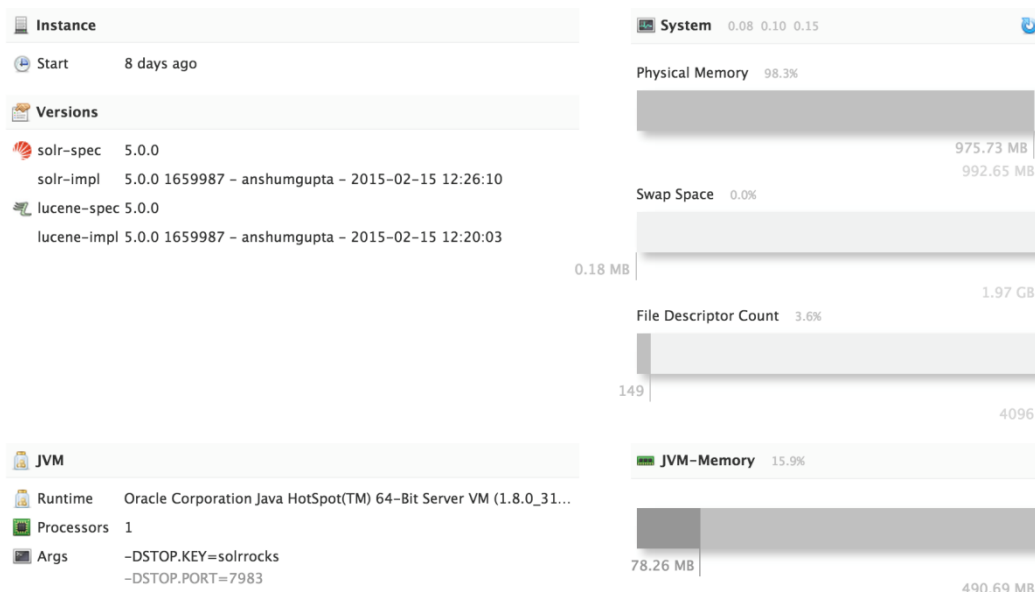 Instance
Start 8 days ago
Versions
solr-spec 5.0.0
solr-impl 5.0.0 1659987 - anshumgupta - 2015-02-15 12:26:10
lucene-spec 5.0.0
lucene-impl 5.0.0 1659987 - anshumgupta - 2015-02-15 12:20:03
System 0.08 0.10 0.15
Physical Memory 98.3%
975.73 MB
992.65 MB
Swap Space 0.0%
0.18 MB
1.97 GB
File Descriptor Count 3.6%
149
4096
JVM
Runtime Oracle Corporation Java HotSpot(TM) 64-Bit Server VM (1.8.0_31...
Processors 1
Args -DSTOP.KEY=solrrocks
-DSTOP.PORT=7983
JVM-Memory 15.9%
78.26 MB
490.69 MB